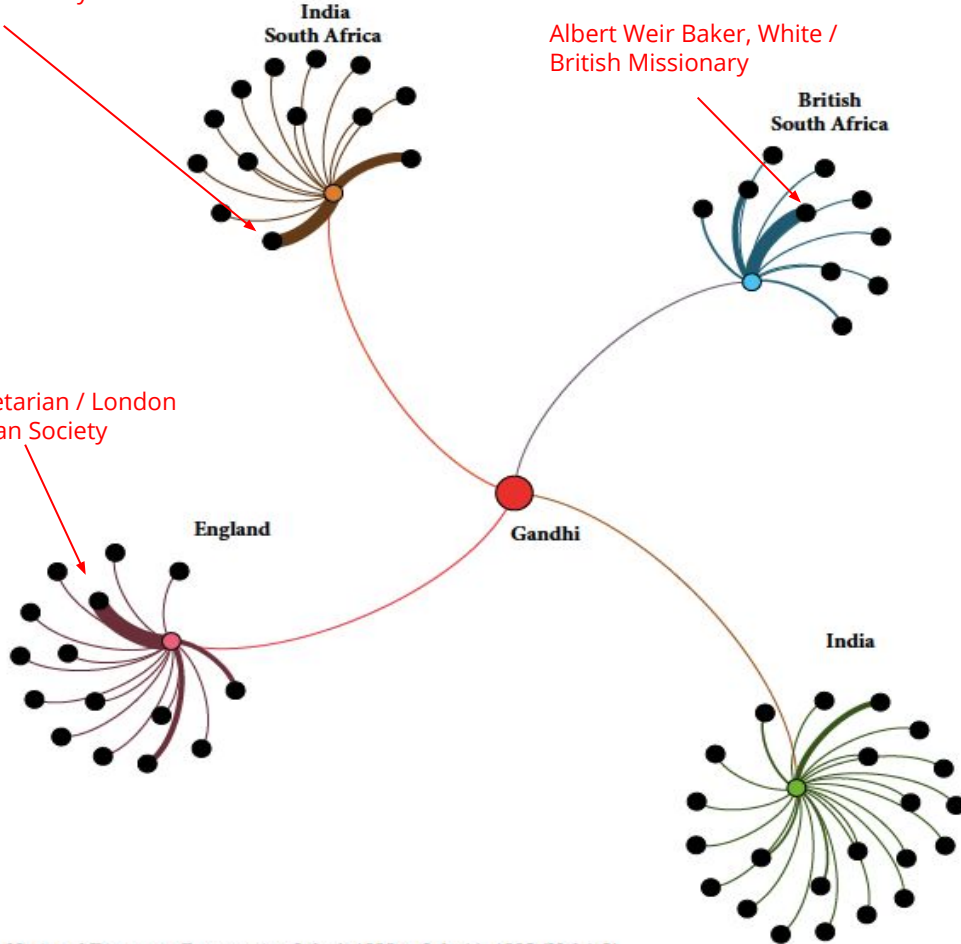 India
South Africa
Albert Weir Baker, White /
British Missionary
British
South Africa
etarian / London
an Society
England
Gandhi
India